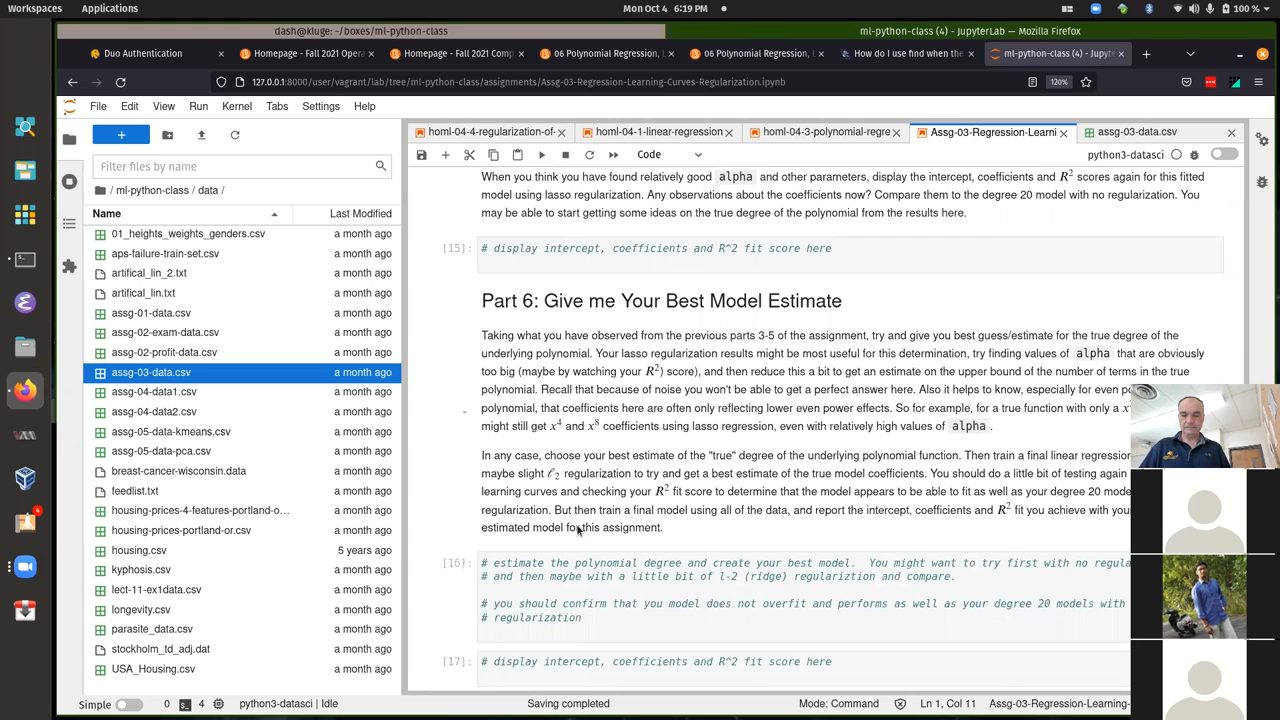 Workspaces
Applications
Mon Oct 4 6:19 PM
100 %
dash@kluge: ~/boxes/ml-python-class
ml-python-class (4) - JupyterLab — Mozilla Firefox
Duo Authentication
Homepage - Fall 2021 Oper
Homepage - Fall 2021 Comp
06 Polynomial Regression, L
06 Polynomial Regression, L
How do I use find when the
ml-python-class (4) - Jupyte
127.0.0.1:8000/user/vagrant/lab/tree/ml-python-class/assignments/Assg-03-Regression-Learning-Curves-Regularization.ipynb
120%
File Edit View Run Kernel Tabs Settings Help
homl-04-4-regularization-of-
homl-04-1-linear-regression
homl-04-3-polynomial-regre
Assg-03-Regression-Learni
assg-03-data.csv
Code
python3-datasci
Filter files by name
/ ml-python-class / data /
Name
Last Modified
01_heights_weights_genders.csv a month ago
aps-failure-train-set.csv a month ago
artifical_lin_2.txt a month ago
artifical_lin.txt a month ago
assg-01-data.csv a month ago
assg-02-exam-data.csv a month ago
assg-02-profit-data.csv a month ago
assg-03-data.csv a month ago
assg-04-data1.csv a month ago
assg-04-data2.csv a month ago
assg-05-data-kmeans.csv a month ago
assg-05-data-pca.csv a month ago
breast-cancer-wisconsin.data a month ago
feedlist.txt a month ago
housing-prices-4-features-portland-o... a month ago
housing-prices-portland-or.csv a month ago
housing.csv 5 years ago
kyphosis.csv a month ago
lect-11-ex1data.csv a month ago
longevity.csv a month ago
parasite_data.csv a month ago
stockholm_td_adj.dat a month ago
USA_Housing.csv a month ago
When you think you have found relatively good alpha and other parameters, display the intercept, coefficients and R² scores again for this fitted
model using lasso regularization. Any observations about the coefficients now? Compare them to the degree 20 model with no regularization. You
may be able to start getting some ideas on the true degree of the polynomial from the results here.
[15]: # display intercept, coefficients and R^2 fit score here
Part 6: Give me Your Best Model Estimate
Taking what you have observed from the previous parts 3-5 of the assignment, try and give you best guess/estimate for the true degree of the
underlying polynomial. Your lasso regularization results might be most useful for this determination, try finding values of alpha that are obviously
too big (maybe by watching your R²) score), and then reduce this a bit to get an estimate on the upper bound of the number of terms in the true
polynomial. Recall that because of noise you won't be able to get a perfect answer here. Also it helps to know, especially for even po
polynomial, that coefficients here are often only reflecting lower even power effects. So for example, for a true function with only a x
might still get x⁴ and x⁸ coefficients using lasso regression, even with relatively high values of alpha .
In any case, choose your best estimate of the "true" degree of the underlying polynomial function. Then train a final linear regression
maybe slight ℓ₂ regularization to try and get a best estimate of the true model coefficients. You should do a little bit of testing again
learning curves and checking your R² fit score to determine that the model appears to be able to fit as well as your degree 20 mode
regularization. But then train a final model using all of the data, and report the intercept, coefficients and R² fit you achieve with your
estimated model for this assignment.
[16]: # estimate the polynomial degree and create your best model. You might want to try first with no regula
# and then maybe with a little bit of l-2 (ridge) regulariztion and compare.
# you should confirm that you model does not overfit and performs as well as your degree 20 models with
# regularization
[17]: # display intercept, coefficients and R^2 fit score here
Simple
0
4
python3-datasci | Idle
Saving completed
Mode: Command
Ln 1, Col 11
Assg-03-Regression-Learning-